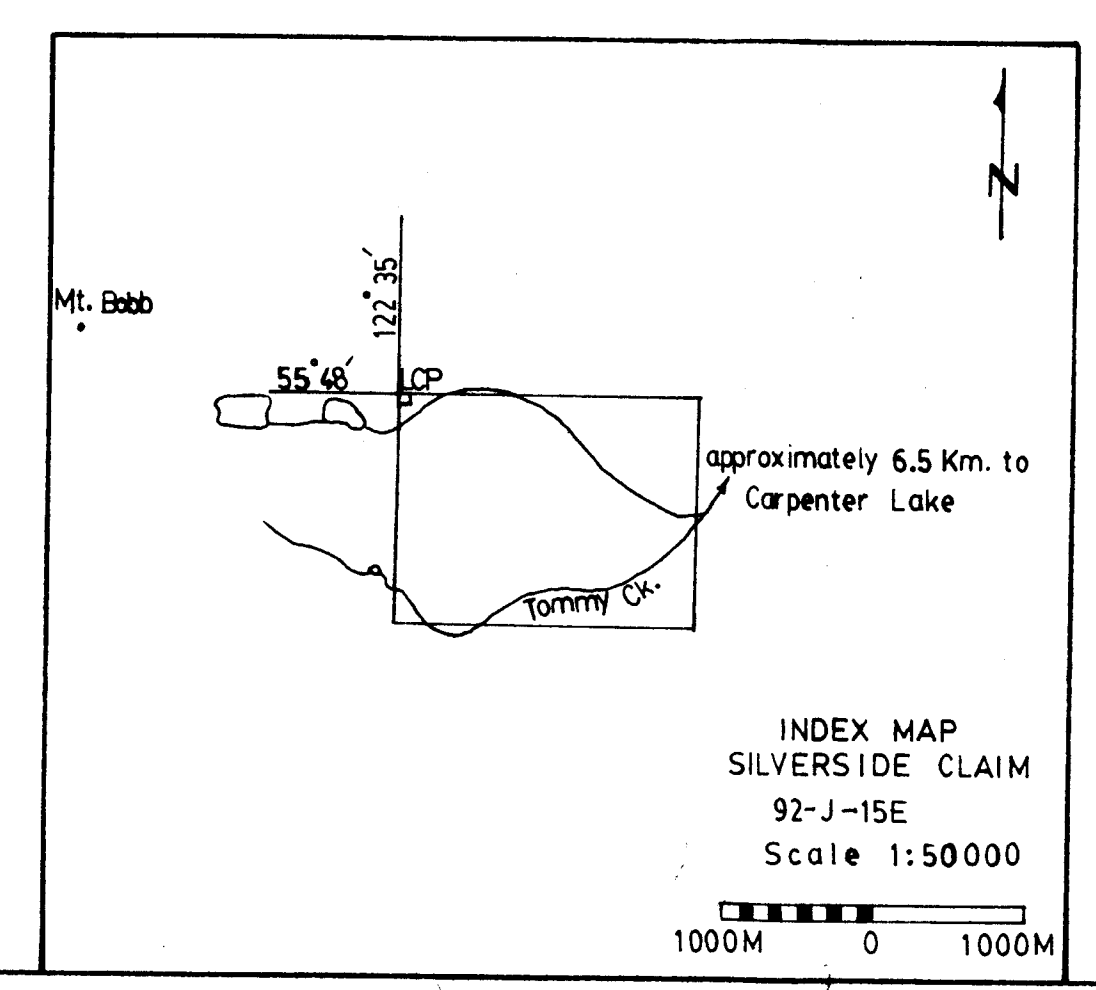 N
122°35′
Mt. Bobb
55°48′
LCP
approximately 6.5 Km. to
Carpenter Lake
Tommy Ck.
INDEX MAP
SILVERSIDE CLAIM
92-J-15E
Scale 1:50000
1000M 0 1000M